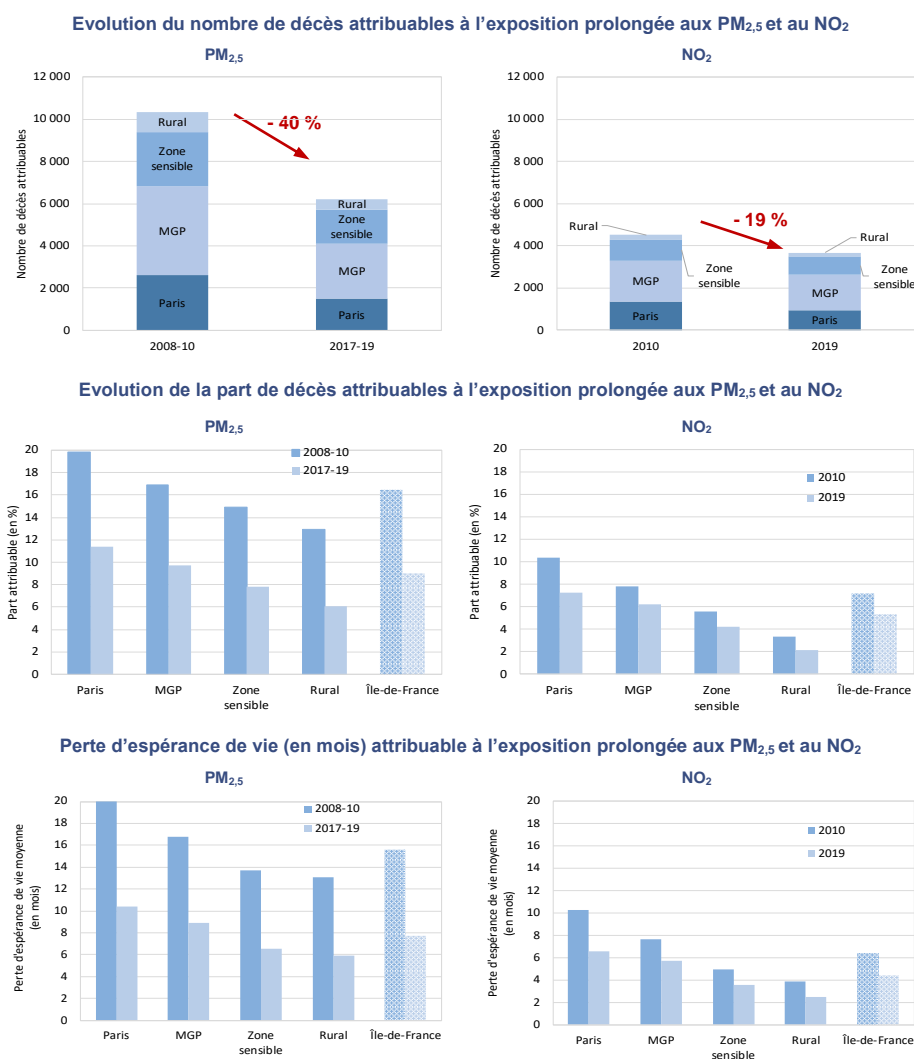 Evolution du nombre de décès attribuables à l'exposition prolongée aux PM2,5 et au NO2
PM2,5
Nombre de décès attribuables
12 000
10 000
8 000
6 000
4 000
2 000
0
Rural
Zone
sensible
MGP
Paris
- 40 %
Rural
Zone
sensible
MGP
Paris
2008-10
2017-19
NO2
Nombre de décès attribuables
12 000
10 000
8 000
6 000
4 000
2 000
0
Rural
Zone
sensible
MGP
Paris
- 19 %
Rural
Zone
sensible
MGP
Paris
2010
2019
Evolution de la part de décès attribuables à l'exposition prolongée aux PM2,5 et au NO2
PM2,5
Part attribuable (en %)
20
18
16
14
12
10
8
6
4
2
0
2008-10
2017-19
Paris
MGP
Zone
sensible
Rural
Île-de-France
NO2
Part attribuable (en %)
20
18
16
14
12
10
8
6
4
2
0
2010
2019
Paris
MGP
Zone
sensible
Rural
Île-de-France
Perte d'espérance de vie (en mois) attribuable à l'exposition prolongée aux PM2,5 et au NO2
PM2,5
Perte d'espérance de vie moyenne
(en mois)
20
18
16
14
12
10
8
6
4
2
0
2008-10
2017-19
Paris
MGP
Zone
sensible
Rural
Île-de-France
NO2
Perte d'espérance de vie moyenne
(en mois)
20
18
16
14
12
10
8
6
4
2
0
2010
2019
Paris
MGP
Zone
sensible
Rural
Île-de-France